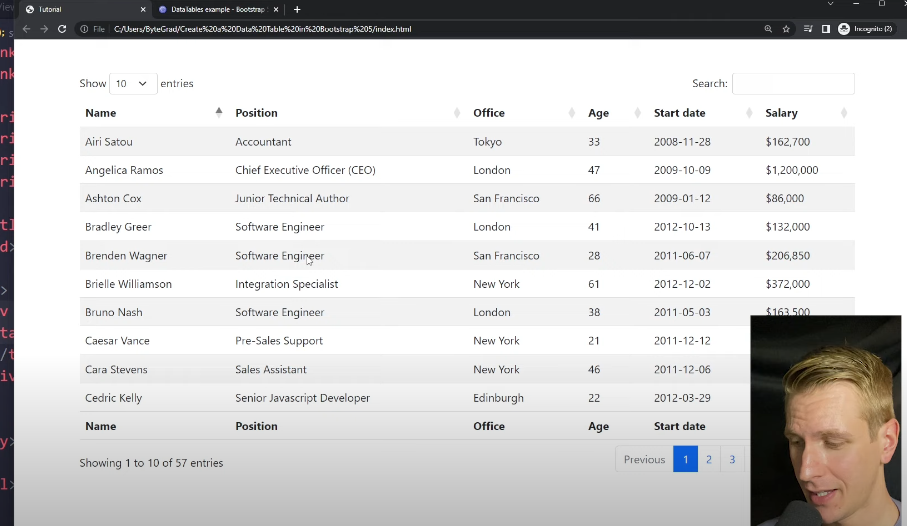 Tutorial
DataTables example - Bootstrap
File C:/Users/ByteGrad/Create%20a%20Data%20Table%20in%20Bootstrap%205/index.html
Incognito (2)
Show 10 entries Search:
Name Position Office Age Start date Salary
Airi Satou Accountant Tokyo 33 2008-11-28 $162,700
Angelica Ramos Chief Executive Officer (CEO) London 47 2009-10-09 $1,200,000
Ashton Cox Junior Technical Author San Francisco 66 2009-01-12 $86,000
Bradley Greer Software Engineer London 41 2012-10-13 $132,000
Brenden Wagner Software Engineer San Francisco 28 2011-06-07 $206,850
Brielle Williamson Integration Specialist New York 61 2012-12-02 $372,000
Bruno Nash Software Engineer London 38 2011-05-03 $163,500
Caesar Vance Pre-Sales Support New York 21 2011-12-12
Cara Stevens Sales Assistant New York 46 2011-12-06
Cedric Kelly Senior Javascript Developer Edinburgh 22 2012-03-29
Name Position Office Age Start date
Showing 1 to 10 of 57 entries Previous 1 2 3